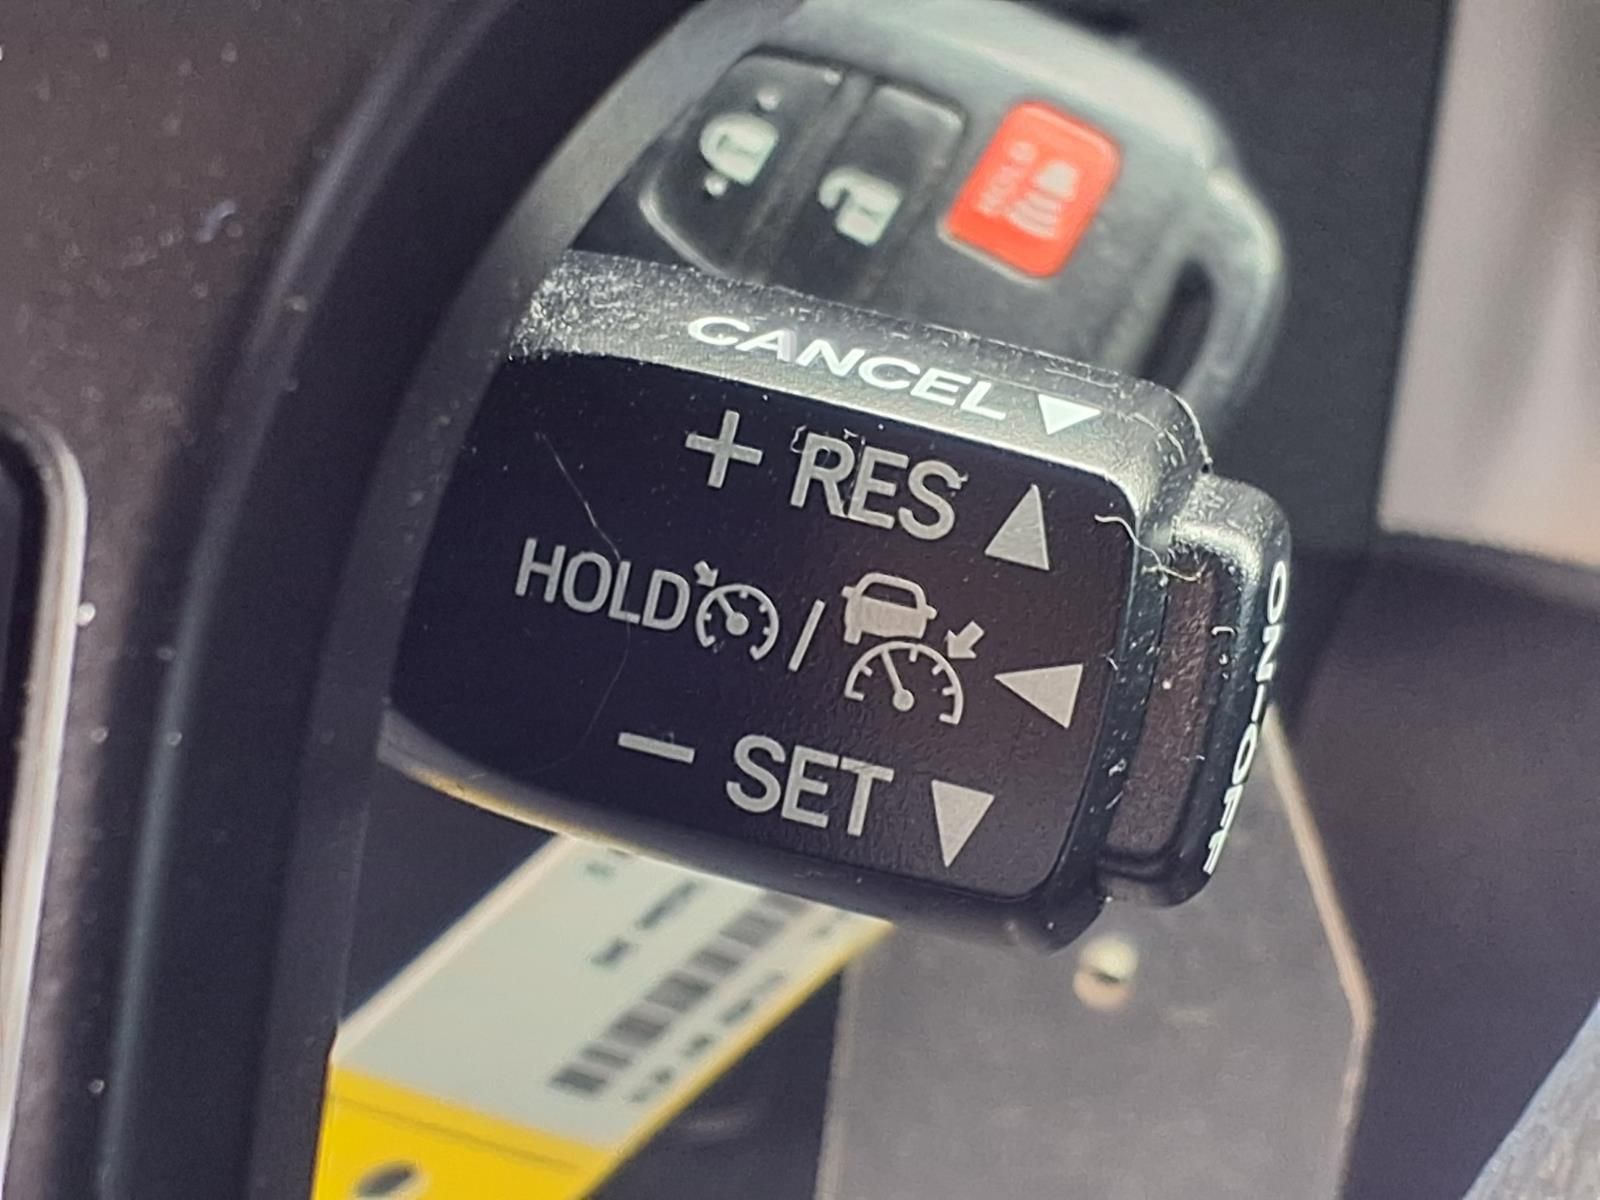 CANCEL
+ RES
HOLD /
— SET
ON-OFF